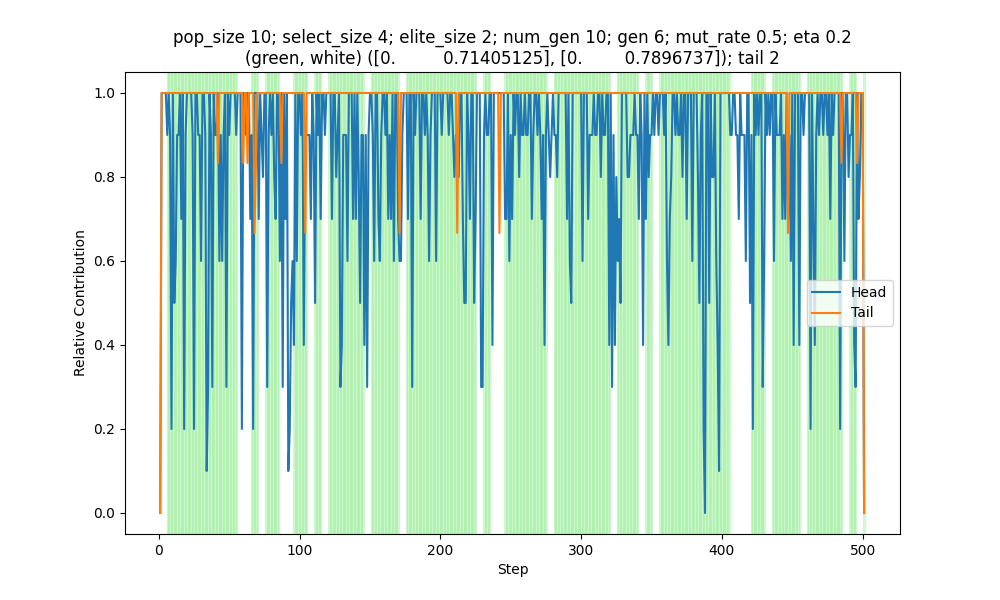 pop_size 10; select_size 4; elite_size 2; num_gen 10; gen 6; mut_rate 0.5; eta 0.2
(green, white) ([0.         0.71405125], [0.         0.7896737]); tail 2
1.0
0.8
0.6
0.4
0.2
0.0
Relative Contribution
Head
Tail
0
100
200
300
400
500
Step